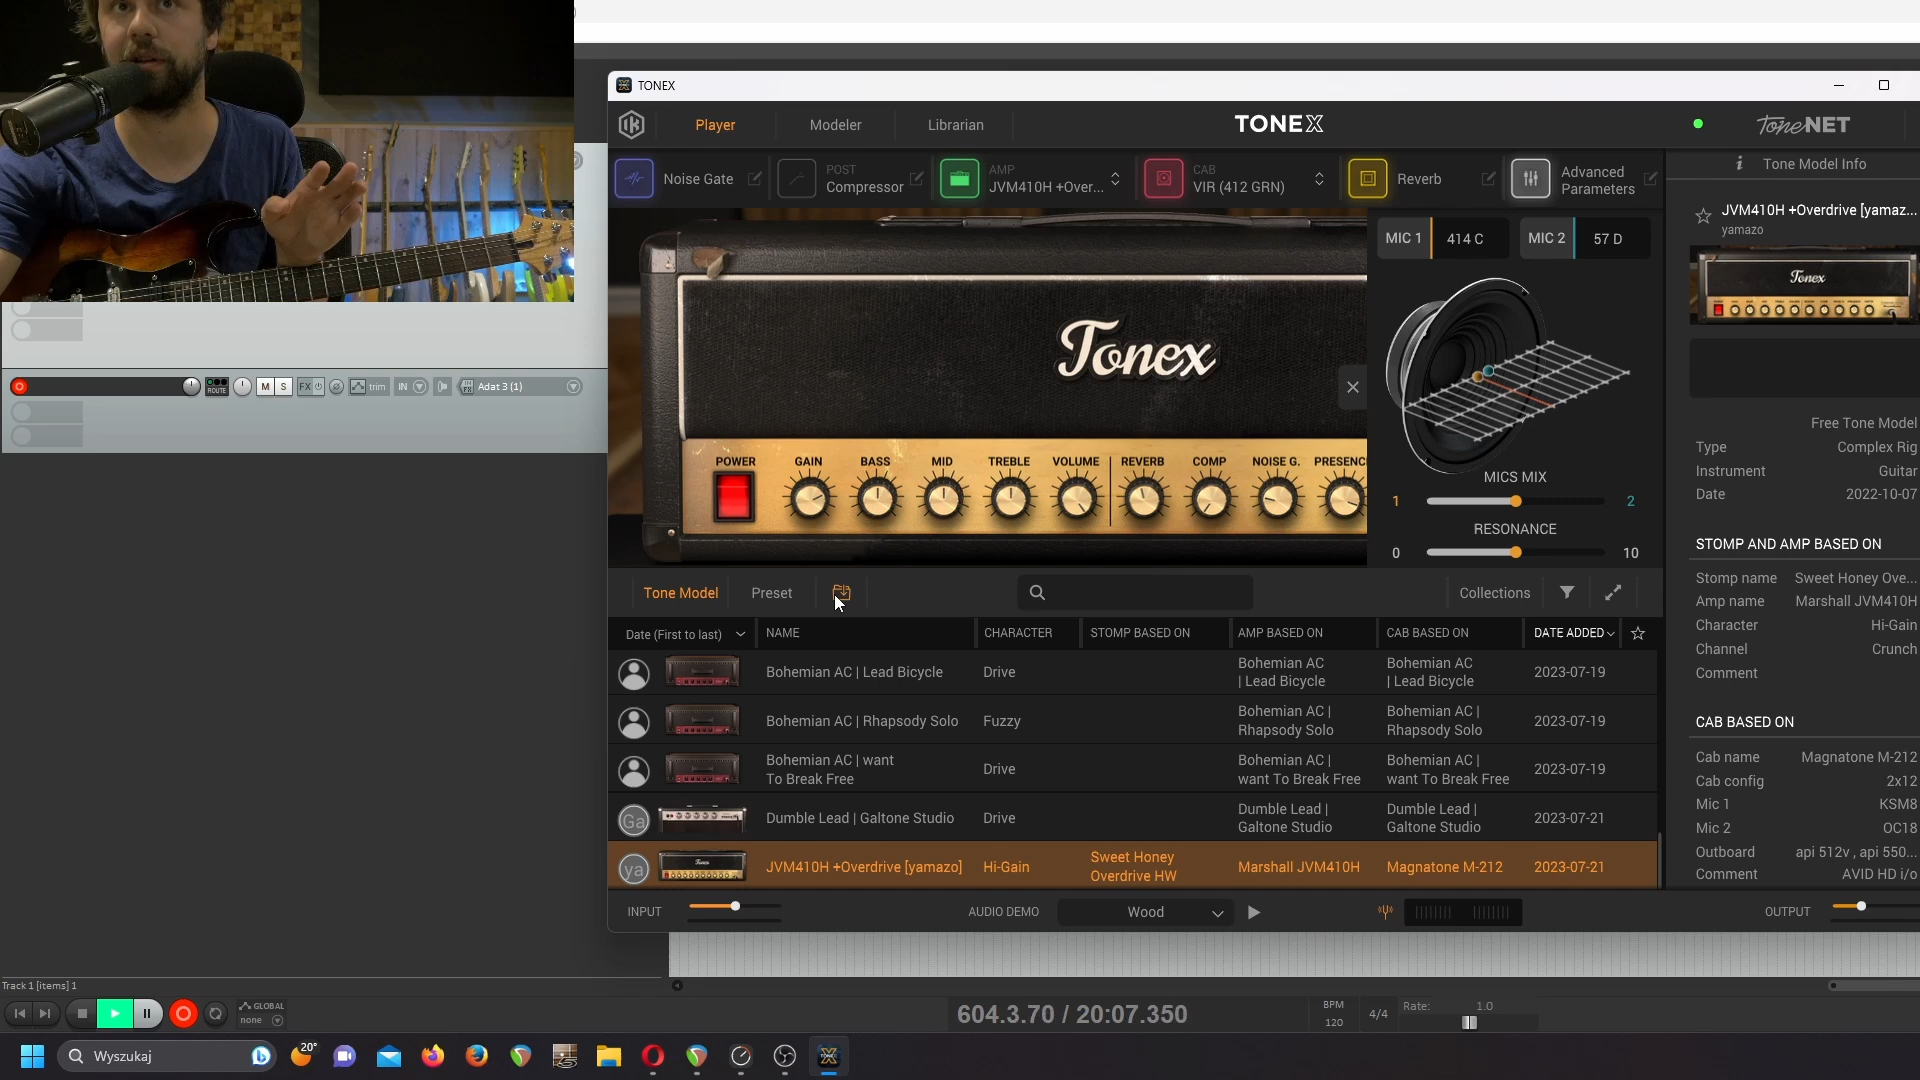 TONEX
Player
Modeler
Librarian
TONEX
ToneNET
Noise Gate
POST
Compressor
AMP
JVM410H +Over...
CAB
VIR (412 GRN)
Reverb
Advanced
Parameters
i Tone Model Info
MIC 1 414 C
MIC 2 57 D
JVM410H +Overdrive [yamaz...
yamazo
Tonex
Tonex
POWER GAIN BASS MID TREBLE VOLUME REVERB COMP NOISE G. PRESENC
MICS MIX
1 2
RESONANCE
0 10
ROUTE
M S FX trim IN FX Adat 3 (1)
Free Tone Model
Type Complex Rig
Instrument Guitar
Date 2022-10-07
STOMP AND AMP BASED ON
Stomp name Sweet Honey Ove...
Amp name Marshall JVM410H
Character Hi-Gain
Channel Crunch
Comment
CAB BASED ON
Cab name Magnatone M-212
Cab config 2x12
Mic 1 KSM8
Mic 2 OC18
Outboard api 512v , api 550...
Comment AVID HD i/o
Tone Model
Preset
Collections
Date (First to last) NAME CHARACTER STOMP BASED ON AMP BASED ON CAB BASED ON DATE ADDED
Bohemian AC | Lead Bicycle Drive Bohemian AC | Lead Bicycle Bohemian AC | Lead Bicycle 2023-07-19
Bohemian AC | Rhapsody Solo Fuzzy Bohemian AC | Rhapsody Solo Bohemian AC | Rhapsody Solo 2023-07-19
Bohemian AC | want To Break Free Drive Bohemian AC | want To Break Free Bohemian AC | want To Break Free 2023-07-19
Ga Dumble Lead | Galtone Studio Drive Dumble Lead | Galtone Studio Dumble Lead | Galtone Studio 2023-07-21
ya JVM410H +Overdrive [yamazo] Hi-Gain Sweet Honey Overdrive HW Marshall JVM410H Magnatone M-212 2023-07-21
INPUT
AUDIO DEMO Wood
OUTPUT
Track 1 [items] 1
GLOBAL
none
604.3.70 / 20:07.350
BPM
120
4/4
Rate: 1.0
Wyszukaj
20°